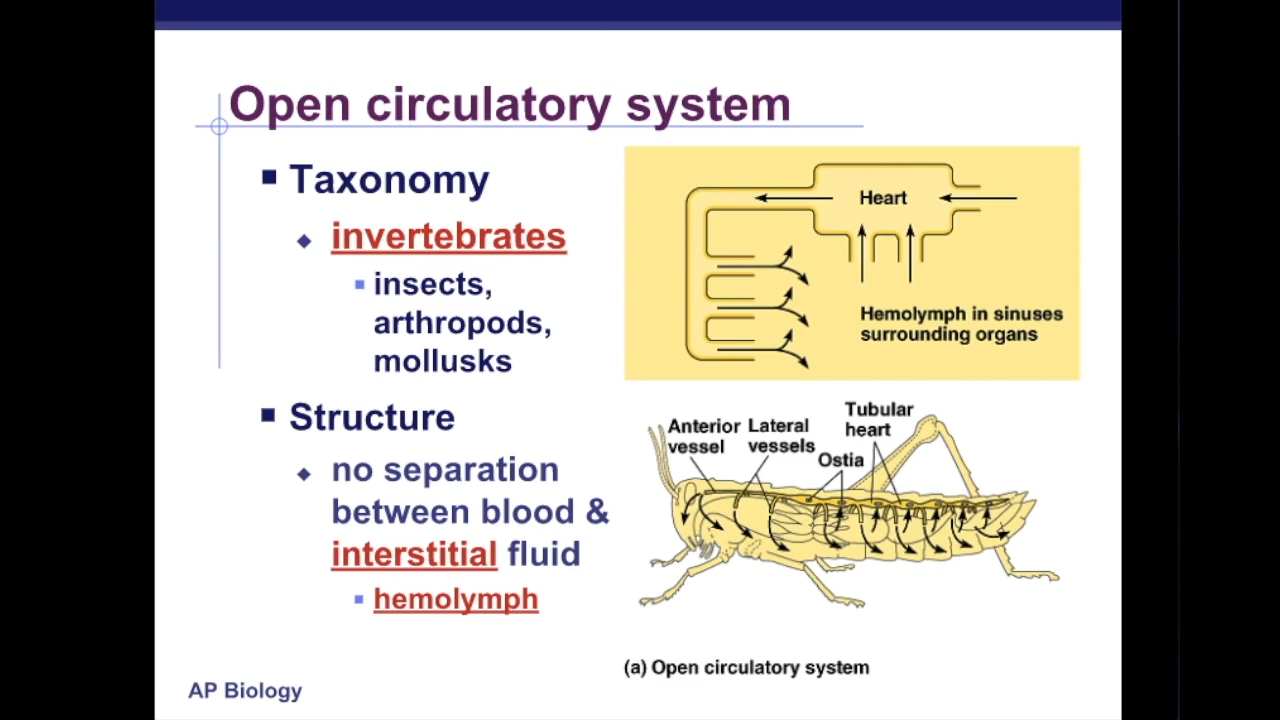 Open circulatory system
Taxonomy
invertebrates
insects,
arthropods,
mollusks
Structure
no separation
between blood &
interstitial fluid
hemolymph
Heart
Hemolymph in sinuses
surrounding organs
Anterior
vessel
Lateral
vessels
Ostia
Tubular
heart
(a) Open circulatory system
AP Biology